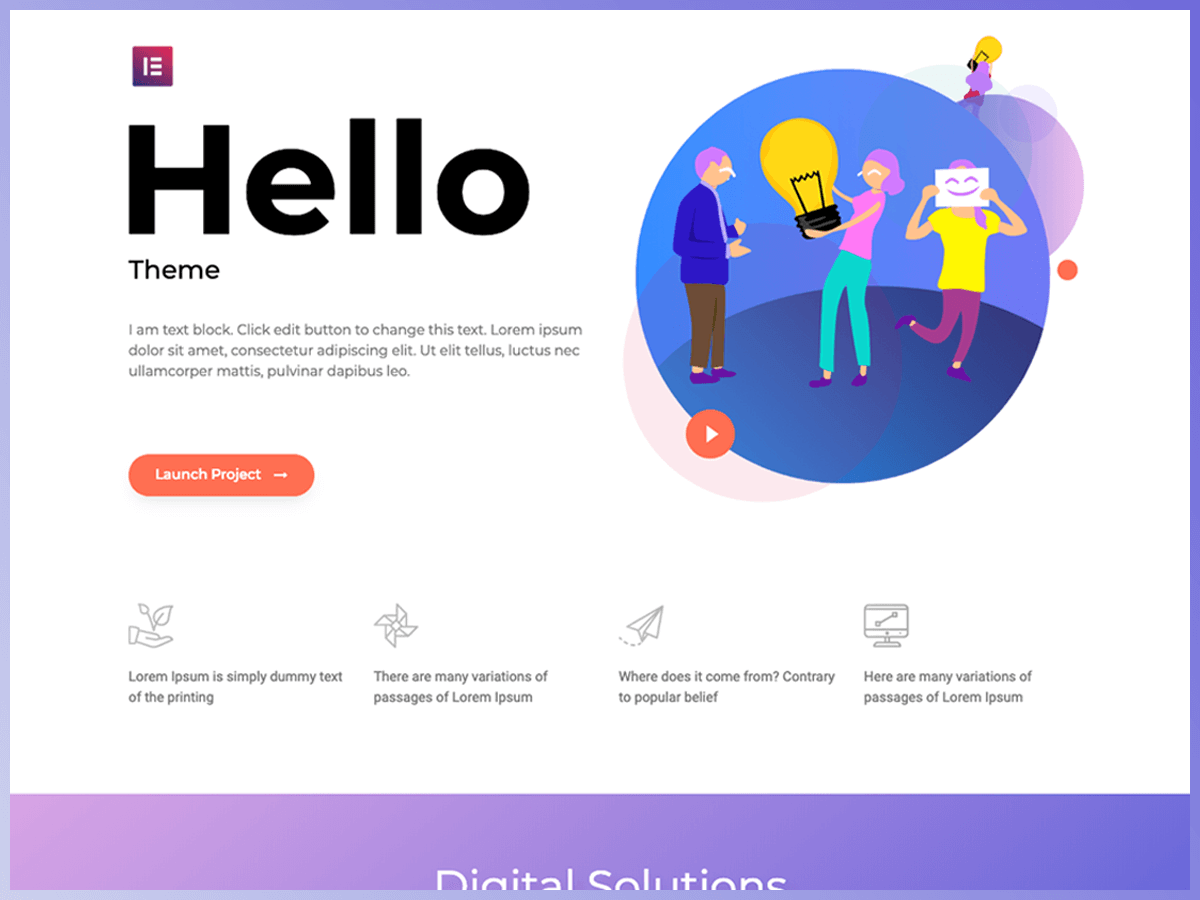 Hello
Theme
I am text block. Click edit button to change this text. Lorem ipsum
dolor sit amet, consectetur adipiscing elit. Ut elit tellus, luctus nec
ullamcorper mattis, pulvinar dapibus leo.
Launch Project →
Lorem Ipsum is simply dummy text
of the printing
There are many variations of
passages of Lorem Ipsum
Where does it come from? Contrary
to popular belief
Here are many variations of
passages of Lorem Ipsum
Digital Solutions